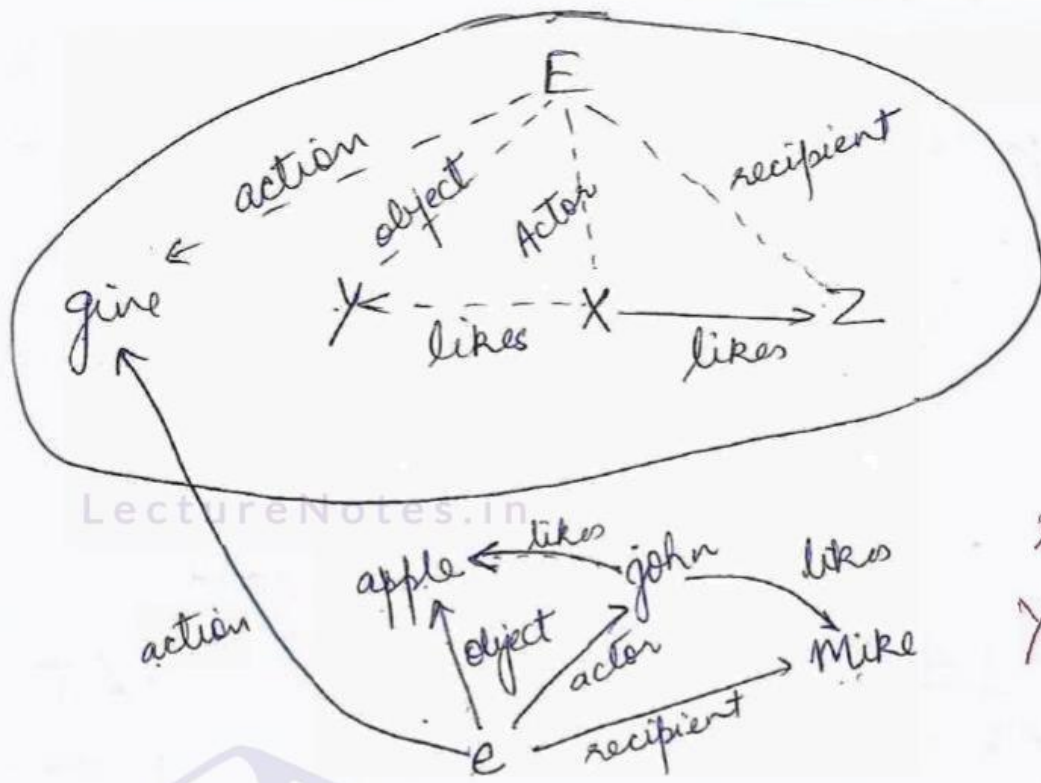 E
action
object
Actor
recipient
give
Y
X
Z
likes
likes
LectureNotes.in
apple
likes
john
likes
action
object
actor
Mike
recipient
e
Y